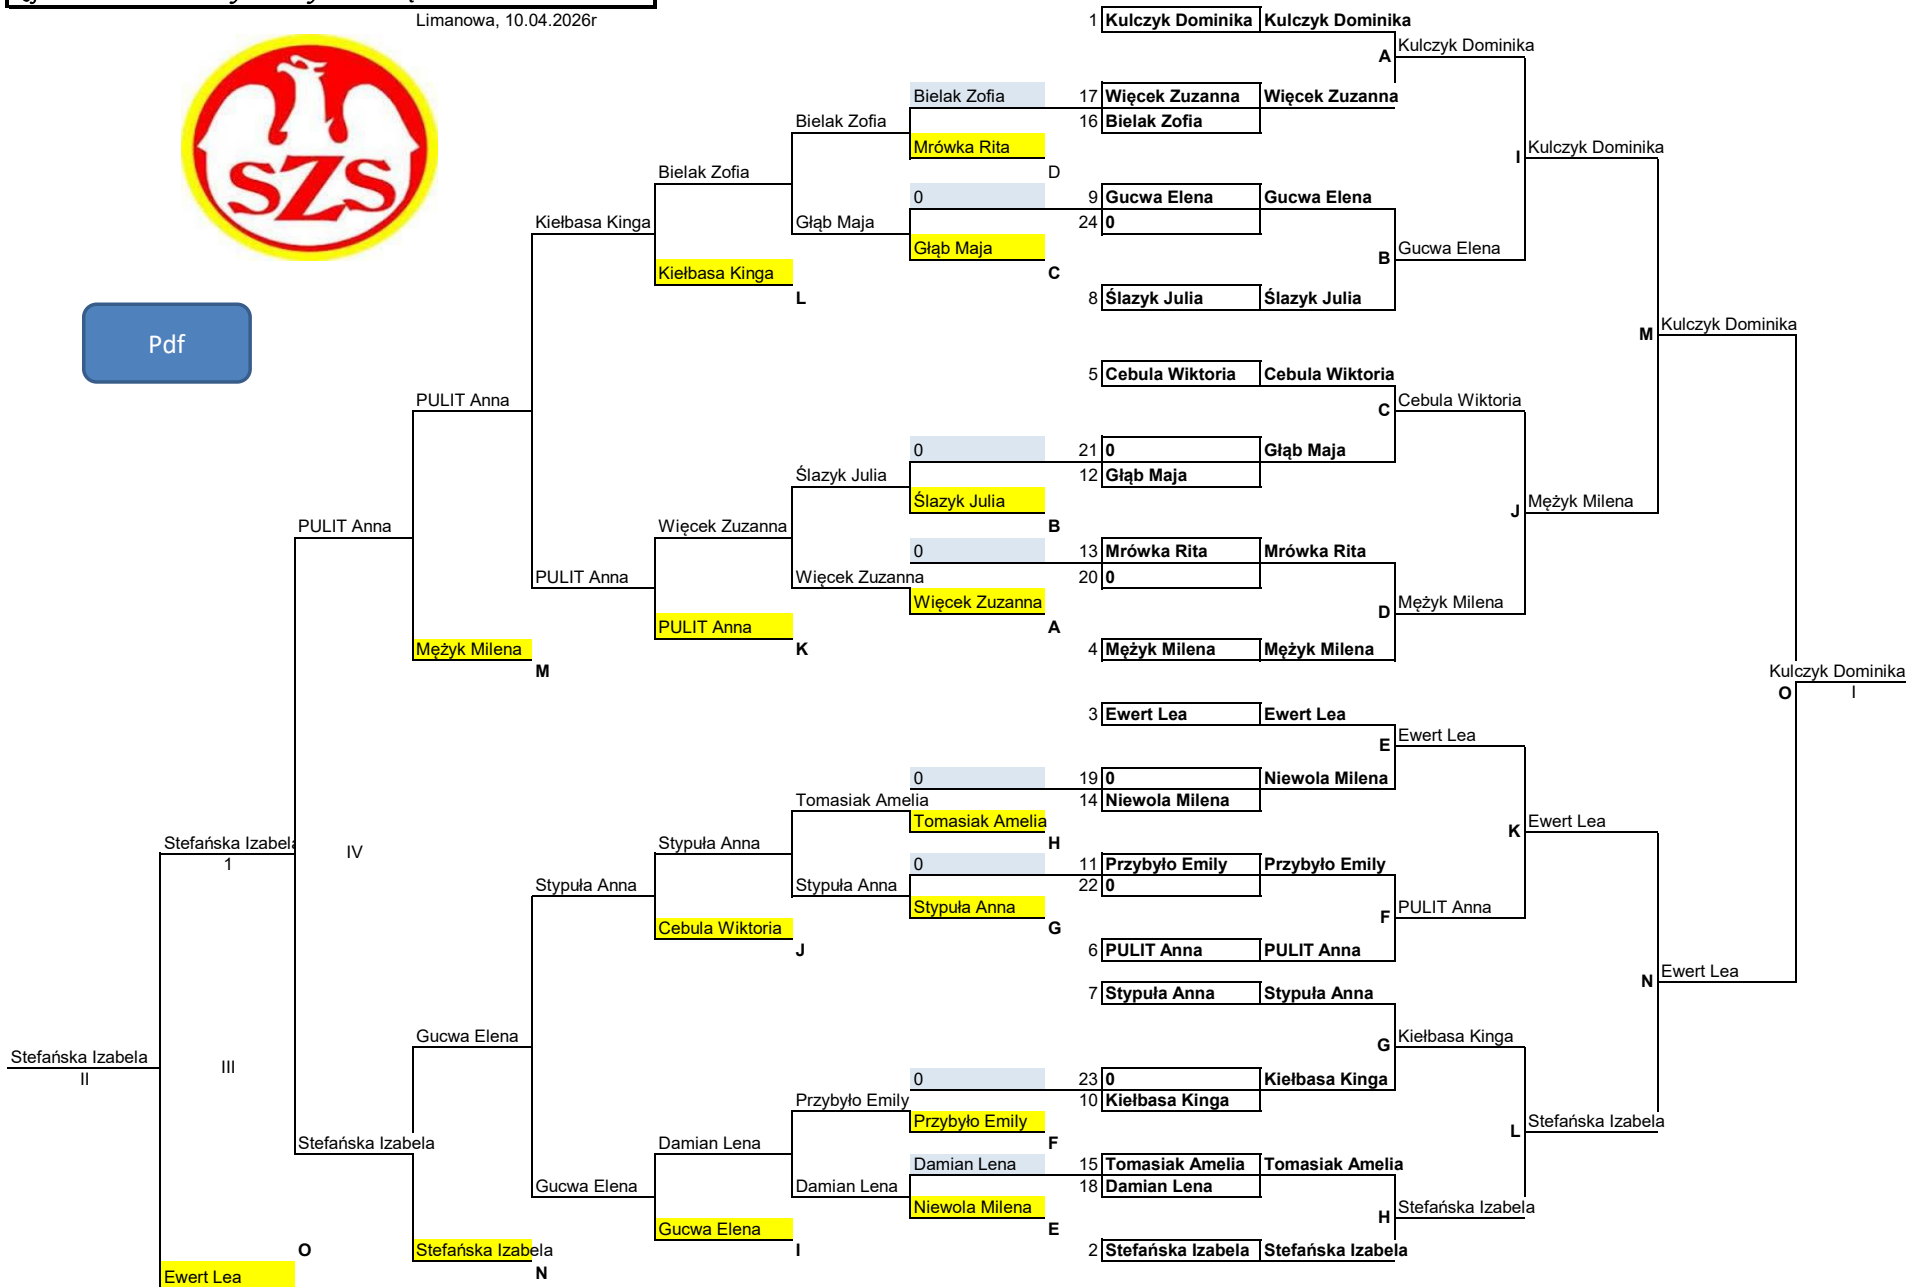 Limanowa, 10.04.2026r
SZS
Pdf
1 Kulczyk Dominika Kulczyk Dominika
A Kulczyk Dominika
Bielak Zofia 17 Więcek Zuzanna Więcek Zuzanna
Bielak Zofia 16 Bielak Zofia
Mrówka Rita I Kulczyk Dominika
Bielak Zofia D
0 9 Gucwa Elena Gucwa Elena
Kiełbasa Kinga Głąb Maja 24 0
Głąb Maja B Gucwa Elena
Kiełbasa Kinga C
L 8 Ślazyk Julia Ślazyk Julia
M Kulczyk Dominika
5 Cebula Wiktoria Cebula Wiktoria
PULIT Anna C Cebula Wiktoria
0 21 0 Głąb Maja
Ślazyk Julia 12 Głąb Maja
Ślazyk Julia J Mężyk Milena
PULIT Anna Więcek Zuzanna B
0 13 Mrówka Rita Mrówka Rita
PULIT Anna Więcek Zuzanna 20 0
Więcek Zuzanna D Mężyk Milena
PULIT Anna A
Mężyk Milena K 4 Mężyk Milena Mężyk Milena
M Kulczyk Dominika
O I
3 Ewert Lea Ewert Lea
E Ewert Lea
0 19 0 Niewola Milena
Tomasiak Amelia 14 Niewola Milena
Tomasiak Amelia K Ewert Lea
Stefańska Izabela IV Stypuła Anna H
1 0 11 Przybyło Emily Przybyło Emily
Stypuła Anna Stypuła Anna 22 0
Stypuła Anna F PULIT Anna
Cebula Wiktoria G
J 6 PULIT Anna PULIT Anna
N Ewert Lea
7 Stypuła Anna Stypuła Anna
Gucwa Elena G Kiełbasa Kinga
Stefańska Izabela III
II 0 23 0 Kiełbasa Kinga
Przybyło Emily 10 Kiełbasa Kinga
Przybyło Emily L Stefańska Izabela
Stefańska Izabela Damian Lena F
Damian Lena 15 Tomasiak Amelia Tomasiak Amelia
Gucwa Elena Damian Lena 18 Damian Lena
Niewola Milena H Stefańska Izabela
Gucwa Elena E
O Stefańska Izabela I 2 Stefańska Izabela Stefańska Izabela
Ewert Lea N